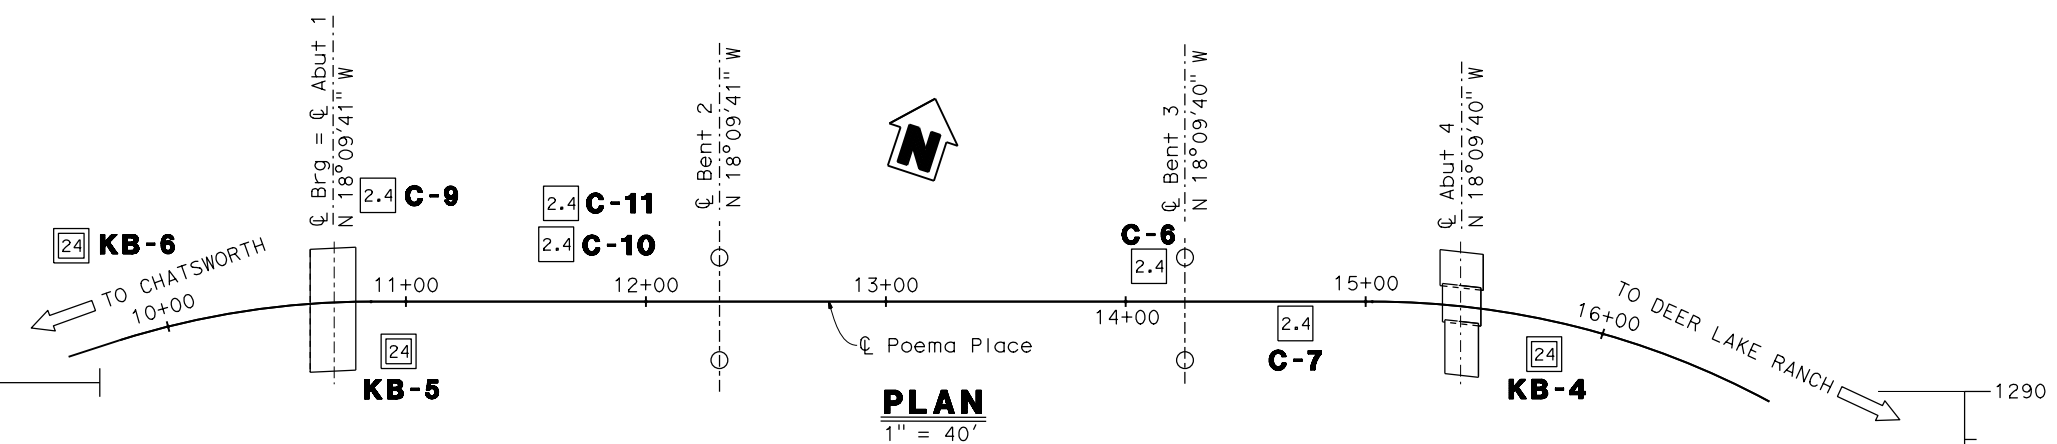 ℄ Brg = ℄ Abut 1
N 18°09'41" W
℄ Bent 2
N 18°09'41" W
N
℄ Bent 3
N 18°09'40" W
℄ Abut 4
N 18°09'40" W
2.4 C-9
2.4 C-11
24 KB-6
2.4 C-10
C-6
2.4
TO CHATSWORTH
10+00
11+00
12+00
13+00
14+00
15+00
16+00
TO DEER LAKE RANCH
24
KB-5
℄ Poema Place
2.4
C-7
24
KB-4
PLAN
1" = 40'
1290